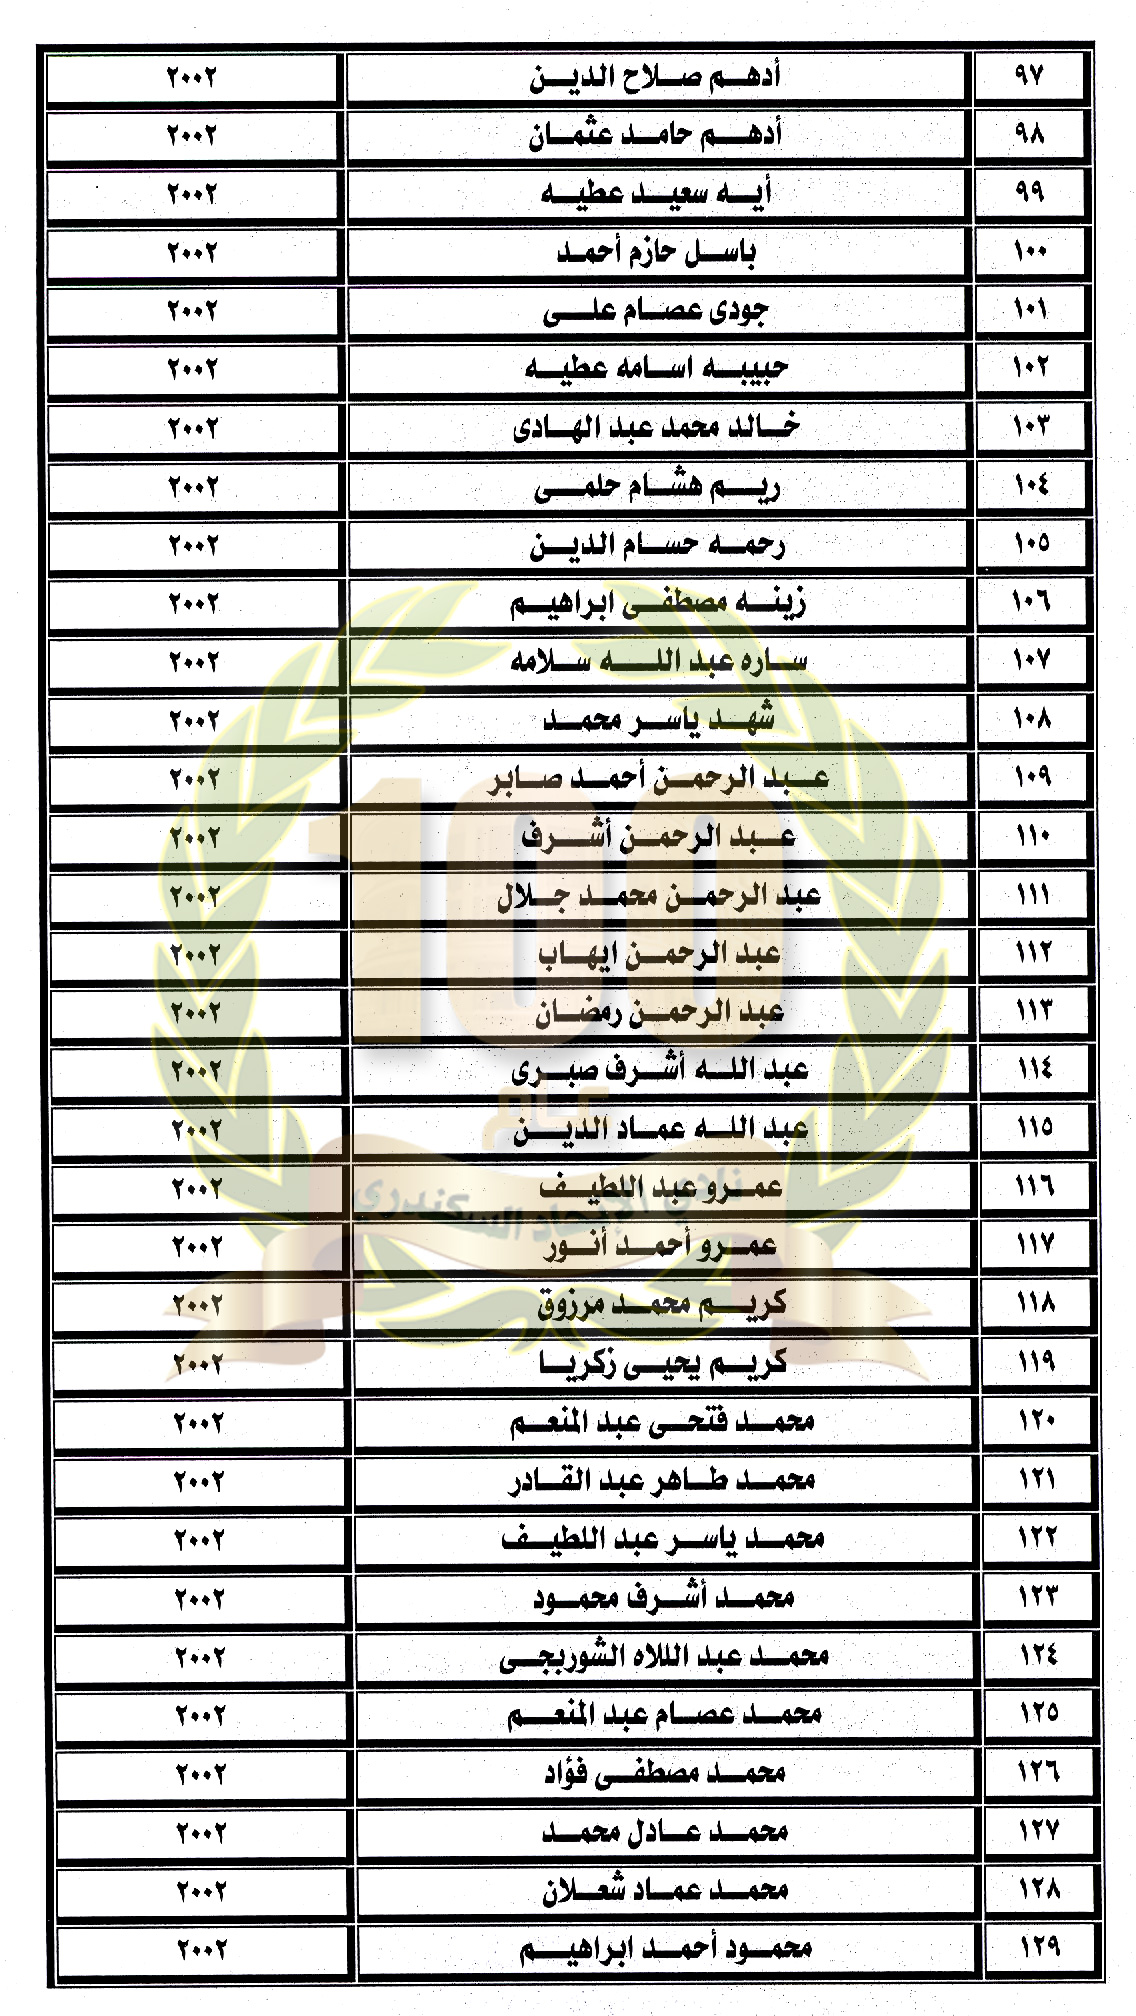 ٩٧ أدهم صلاح الدين ٢٠٠٢
٩٨ أدهم حامد عثمان ٢٠٠٢
٩٩ أيه سعيد عطيه ٢٠٠٢
١٠٠ باسل حازم أحمد ٢٠٠٢
١٠١ جودى عصام على ٢٠٠٢
١٠٢ حبيبه اسامه عطيه ٢٠٠٢
١٠٣ خالد محمد عبد الهادى ٢٠٠٢
١٠٤ ريم هشام حلمى ٢٠٠٢
١٠٥ رحمه حسام الدين ٢٠٠٢
١٠٦ زينه مصطفى ابراهيم ٢٠٠٢
١٠٧ ساره عبد الله سلامه ٢٠٠٢
١٠٨ شهد ياسر محمد ٢٠٠٢
١٠٩ عبد الرحمن أحمد صابر ٢٠٠٢
١١٠ عبد الرحمن أشرف ٢٠٠٢
١١١ عبد الرحمن محمد جلال ٢٠٠٢
١١٢ عبد الرحمن ايهاب ٢٠٠٢
١١٣ عبد الرحمن رمضان ٢٠٠٢
100
١١٤ عبد الله أشرف صبرى ٢٠٠٢
عام
١١٥ عبد الله عماد الدين ٢٠٠٢
١١٦ عمرو عبد اللطيف ٢٠٠٢
نادي الإتحاد السكندري
١١٧ عمرو أحمد أنور ٢٠٠٢
١١٨ كريم محمد مرزوق ٢٠٠٢
١١٩ كريم يحيى زكريا ٢٠٠٢
١٢٠ محمد فتحى عبد المنعم ٢٠٠٢
١٢١ محمد طاهر عبد القادر ٢٠٠٢
١٢٢ محمد ياسر عبد اللطيف ٢٠٠٢
١٢٣ محمد أشرف محمود ٢٠٠٢
١٢٤ محمد عبد اللاه الشوربجى ٢٠٠٢
١٢٥ محمد عصام عبد المنعم ٢٠٠٢
١٢٦ محمد مصطفى فؤاد ٢٠٠٢
١٢٧ محمد عادل محمد ٢٠٠٢
١٢٨ محمد عماد شعلان ٢٠٠٢
١٢٩ محمود أحمد ابراهيم ٢٠٠٢